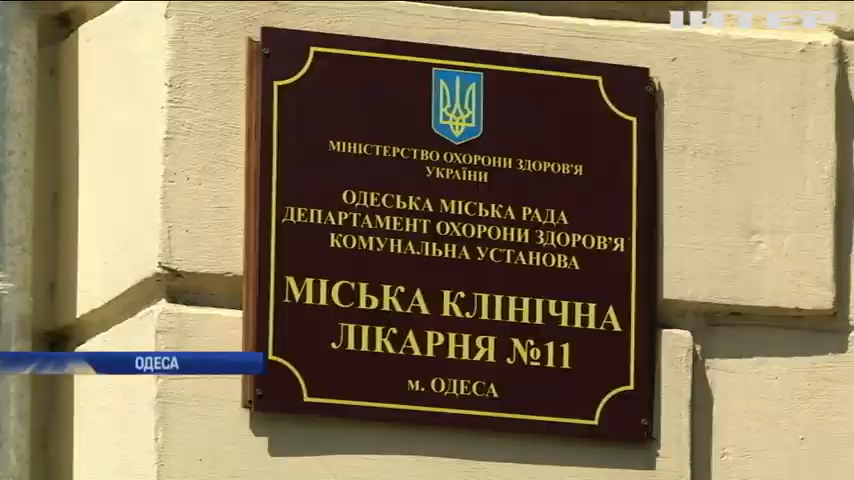 ІНТЕР
МІНІСТЕРСТВО ОХОРОНИ ЗДОРОВ'Я
УКРАЇНИ
ОДЕСЬКА МІСЬКА РАДА
ДЕПАРТАМЕНТ ОХОРОНИ ЗДОРОВ'Я
КОМУНАЛЬНА УСТАНОВА
МІСЬКА КЛІНІЧНА
ЛІКАРНЯ №11
м. ОДЕСА
ОДЕСА